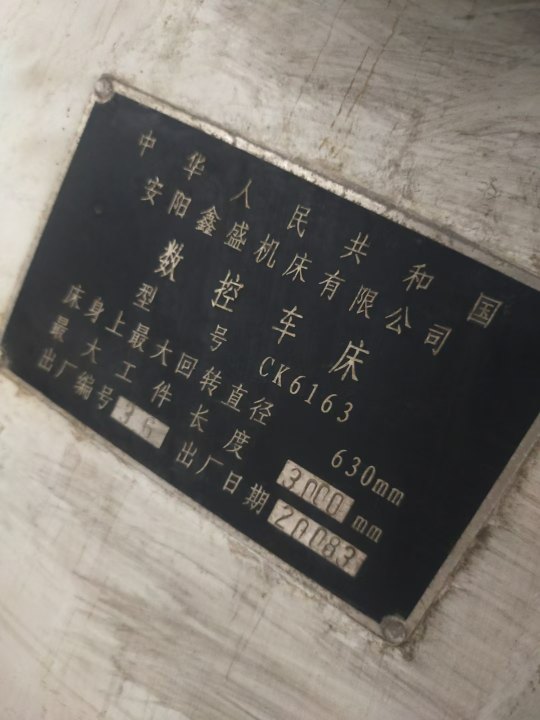 中华人民共和国
安阳鑫盛机床有限公司
数控车床
型号 CK6163
床身上最大回转直径 630mm
最大工件长度 3000 mm
出厂编号 出厂日期 20083